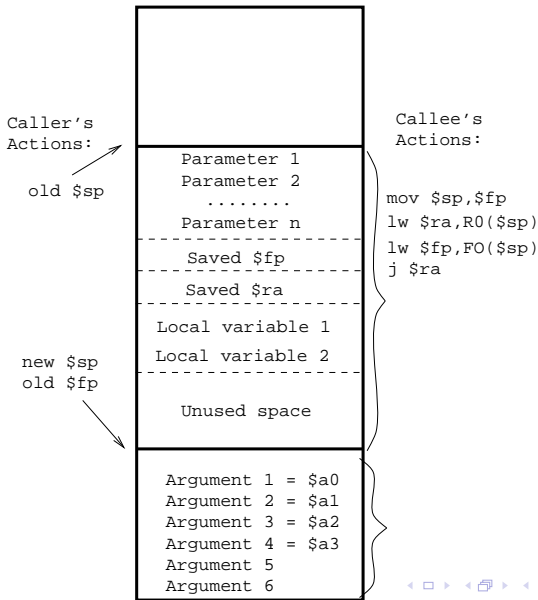 Caller's
Actions:
old $sp
Callee's
Actions:
Parameter 1
Parameter 2
........
Parameter n
Saved $fp
Saved $ra
Local variable 1
Local variable 2
Unused space
mov $sp,$fp
lw $ra,RO($sp)
lw $fp,FO($sp)
j $ra
new $sp
old $fp
Argument 1 = $a0
Argument 2 = $a1
Argument 3 = $a2
Argument 4 = $a3
Argument 5
Argument 6